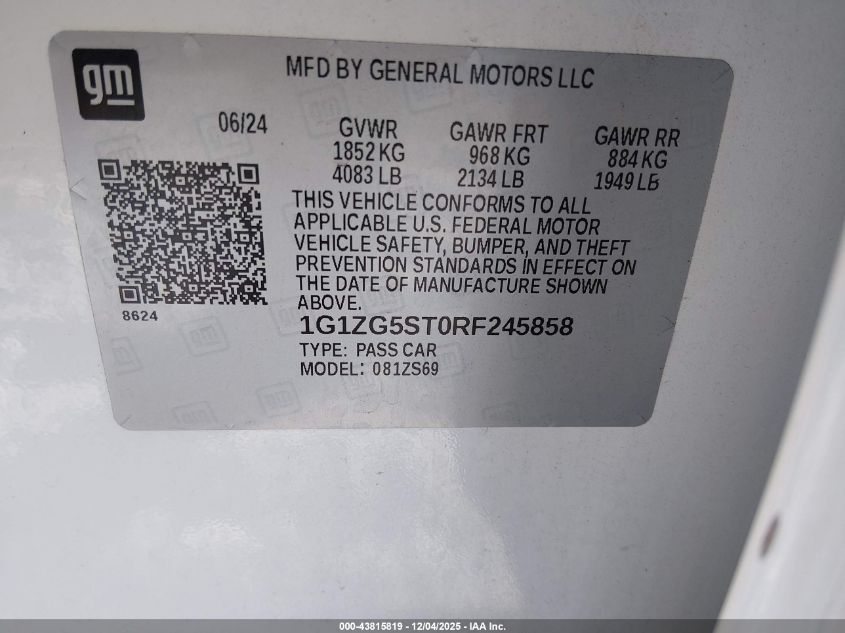 gm
MFD BY GENERAL MOTORS LLC
06/24
GVWR
1852 KG
4083 LB
GAWR FRT
968 KG
2134 LB
GAWR RR
884 KG
1949 LB
THIS VEHICLE CONFORMS TO ALL
APPLICABLE U.S. FEDERAL MOTOR
VEHICLE SAFETY, BUMPER, AND THEFT
PREVENTION STANDARDS IN EFFECT ON
THE DATE OF MANUFACTURE SHOWN
ABOVE.
8624
1G1ZG5ST0RF245858
TYPE: PASS CAR
MODEL: 081ZS69
000-43815819 - 12/04/2025 - IAA Inc.